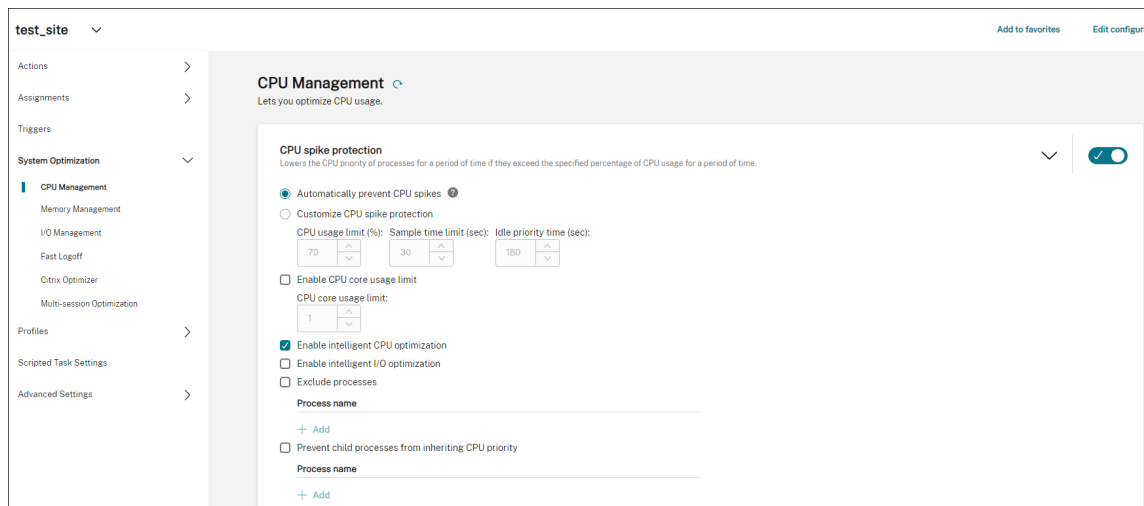 test_site
Add to favorites
Edit configur
Actions
Assignments
Triggers
System Optimization
CPU Management
Memory Management
I/O Management
Fast Logoff
Citrix Optimizer
Multi-session Optimization
Profiles
Scripted Task Settings
Advanced Settings
CPU Management
Lets you optimize CPU usage.
CPU spike protection
Lowers the CPU priority of processes for a period of time if they exceed the specified percentage of CPU usage for a period of time.
Automatically prevent CPU spikes ?
Customize CPU spike protection
CPU usage limit (%): Sample time limit (sec): Idle priority time (sec):
70 30 180
Enable CPU core usage limit
CPU core usage limit:
1
Enable intelligent CPU optimization
Enable intelligent I/O optimization
Exclude processes
Process name
+ Add
Prevent child processes from inheriting CPU priority
Process name
+ Add